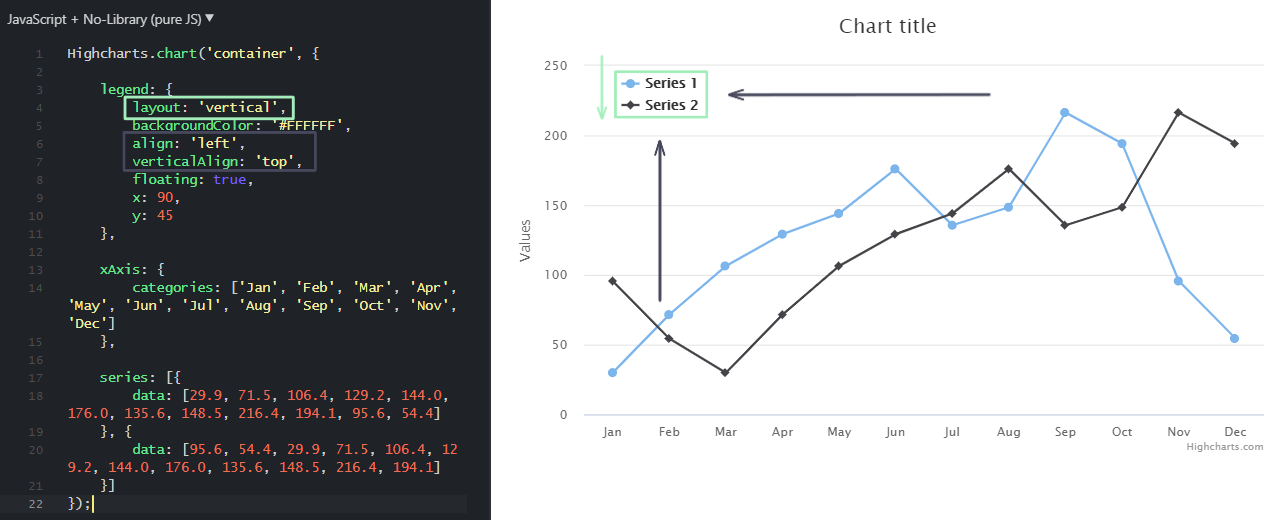 JavaScript + No-Library (pure JS) ▼
1 Highcharts.chart('container', {
2
3 legend: {
4 layout: 'vertical',
5 backgroundColor: '#FFFFFF',
6 align: 'left',
7 verticalAlign: 'top',
8 floating: true,
9 x: 90,
10 y: 45
11 },
12
13 xAxis: {
14 categories: ['Jan', 'Feb', 'Mar', 'Apr',
'May', 'Jun', 'Jul', 'Aug', 'Sep', 'Oct', 'Nov',
'Dec']
15 },
16
17 series: [{
18 data: [29.9, 71.5, 106.4, 129.2, 144.0,
176.0, 135.6, 148.5, 216.4, 194.1, 95.6, 54.4]
19 }, {
20 data: [95.6, 54.4, 29.9, 71.5, 106.4, 12
9.2, 144.0, 176.0, 135.6, 148.5, 216.4, 194.1]
21 }]
22 });
Chart title
Series 1
Series 2
Values
250
200
150
100
50
0
Jan Feb Mar Apr May Jun Jul Aug Sep Oct Nov Dec
Highcharts.com